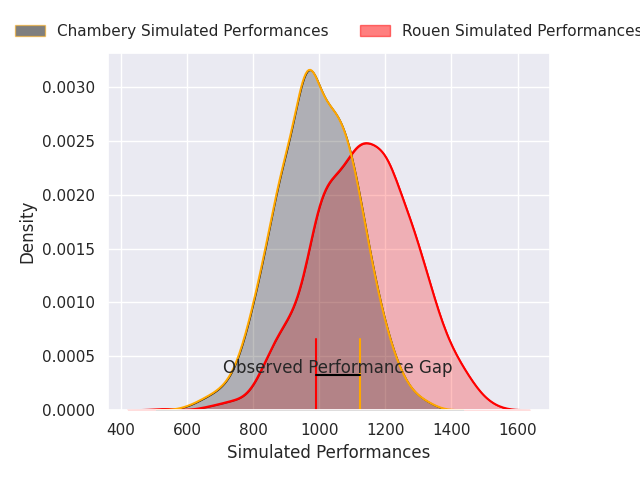 Chambery Simulated Performances
Rouen Simulated Performances
0.0030
0.0025
0.0020
0.0015
0.0010
0.0005
0.0000
Density
Observed Performance Gap
400 600 800 1000 1200 1400 1600
Simulated Performances